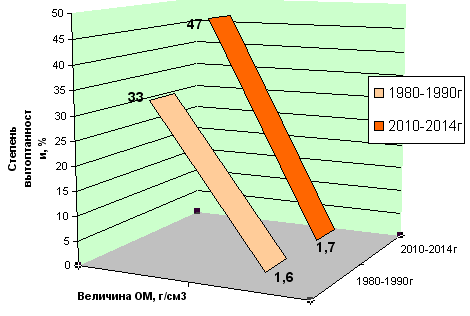 50
45
40
35
30
25
20
15
10
5
0
Степень
вытоптанност
и, %
47
33
1,7
1,6
1980-1990г
2010-2014г
2010-2014г
1980-1990г
Величина ОМ, г/см3